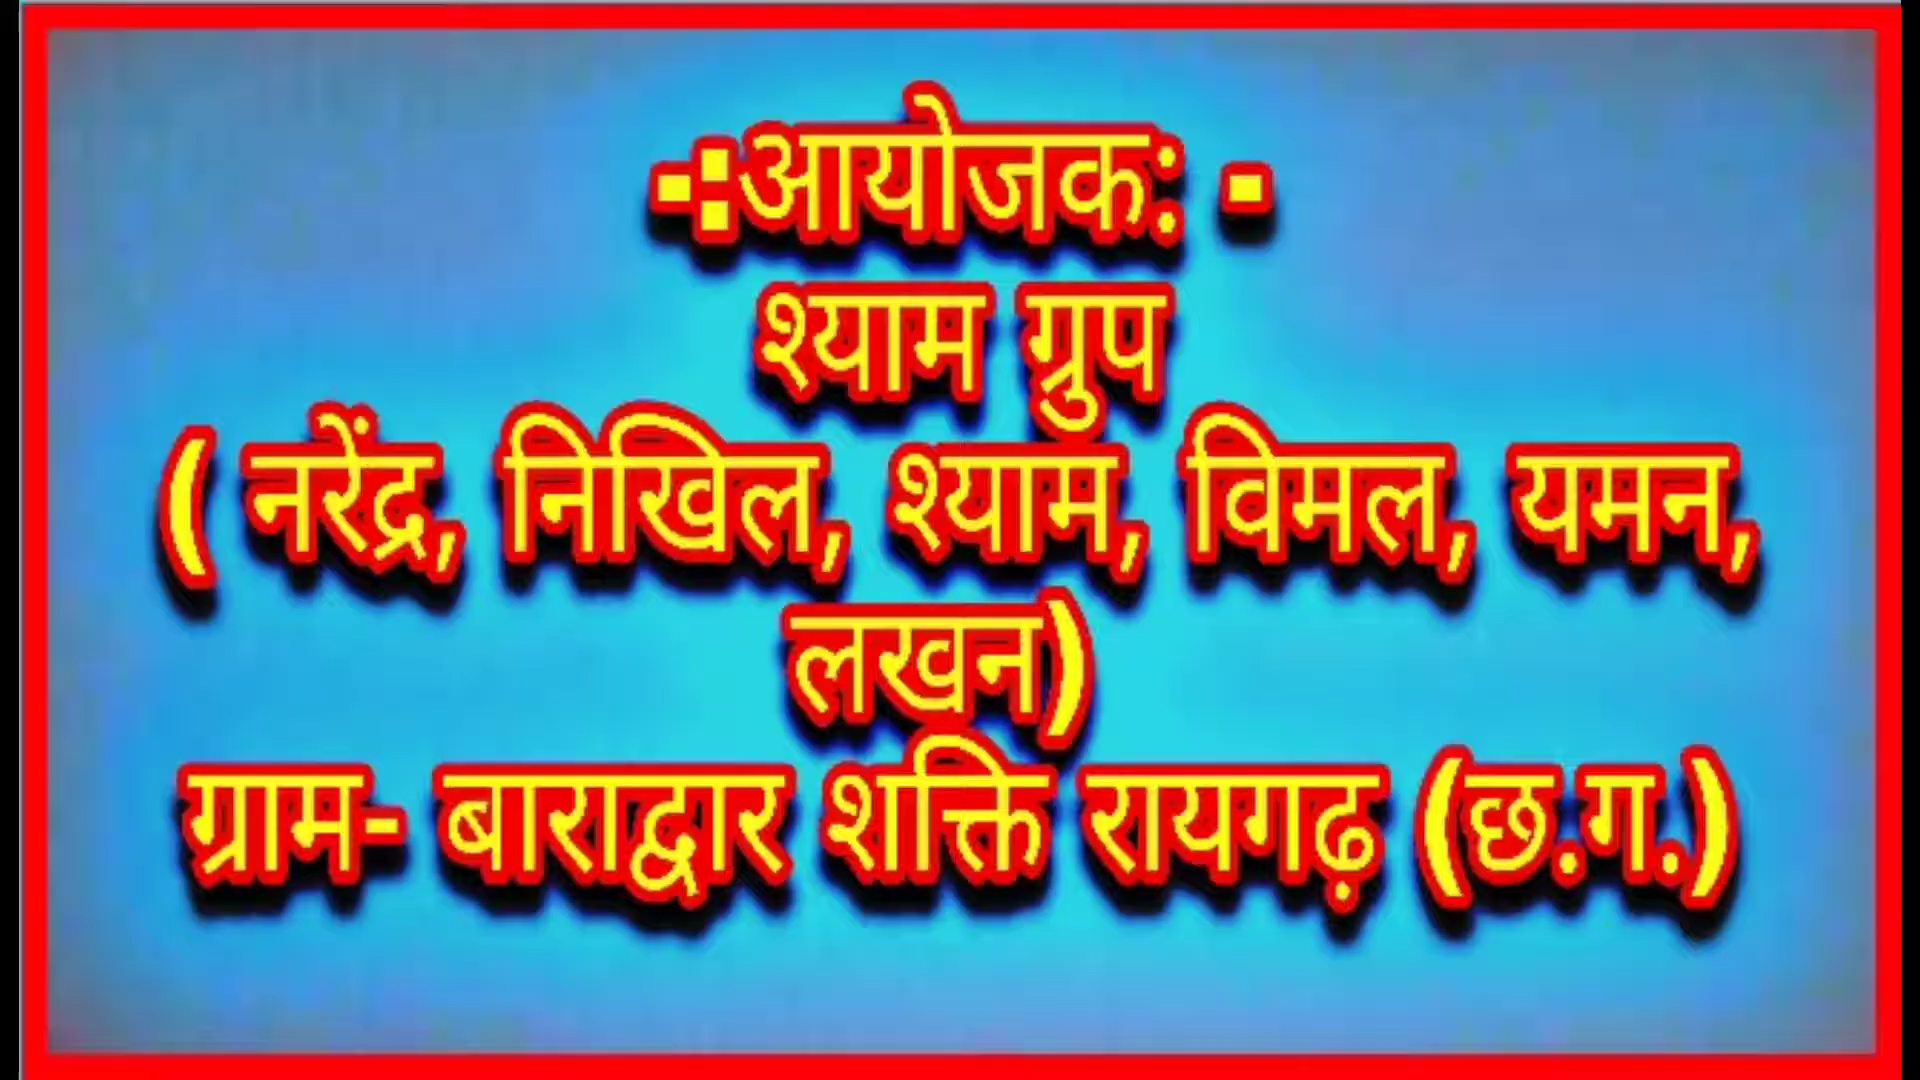 -:आयोजक: -
श्याम ग्रुप
( नरेंद्र, निखिल, श्याम, विमल, यमन,
लखन)
ग्राम- बाराद्वार शक्ति रायगढ़ (छ.ग.)